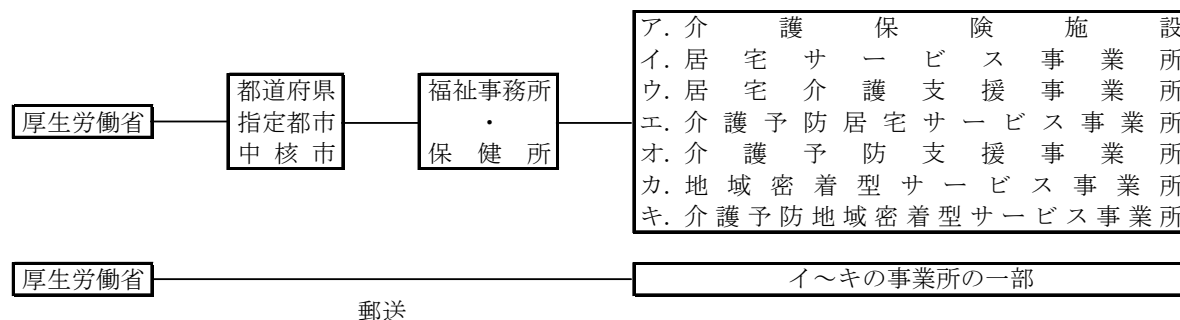 厚生労働省
都道府県
指定都市
中核市
福祉事務所
・
保健所
ア. 介護保険施設
イ. 居宅サービス事業所
ウ. 居宅介護支援事業所
エ. 介護予防居宅サービス事業所
オ. 介護予防支援事業所
カ. 地域密着型サービス事業所
キ. 介護予防地域密着型サービス事業所
厚生労働省
郵送
イ～キの事業所の一部